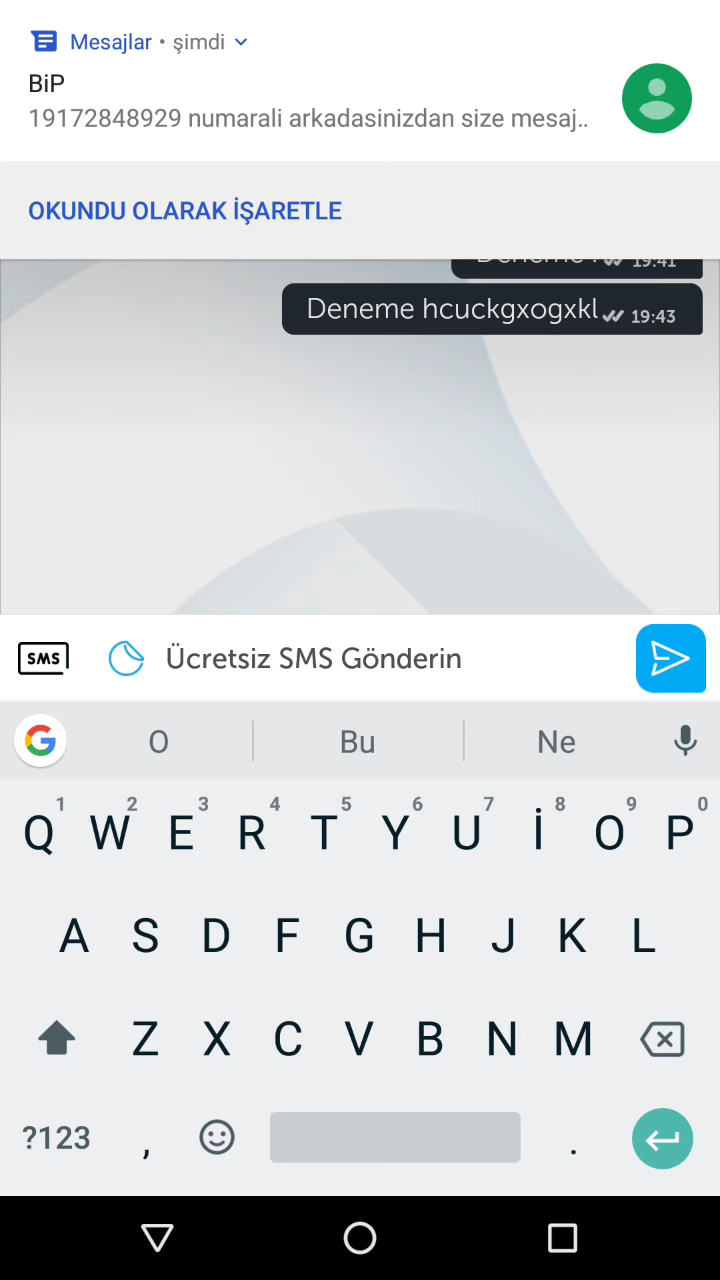 Mesajlar • şimdi
BiP
19172848929 numarali arkadasinizdan size mesaj..
OKUNDU OLARAK İŞARETLE
Deneme ! 19:41
Deneme hcuckgxogxkl 19:43
SMS Ücretsiz SMS Gönderin
G O Bu Ne
1 2 3 4 5 6 7 8 9 0
Q W E R T Y U İ O P
A S D F G H J K L
Z X C V B N M
?123 , .